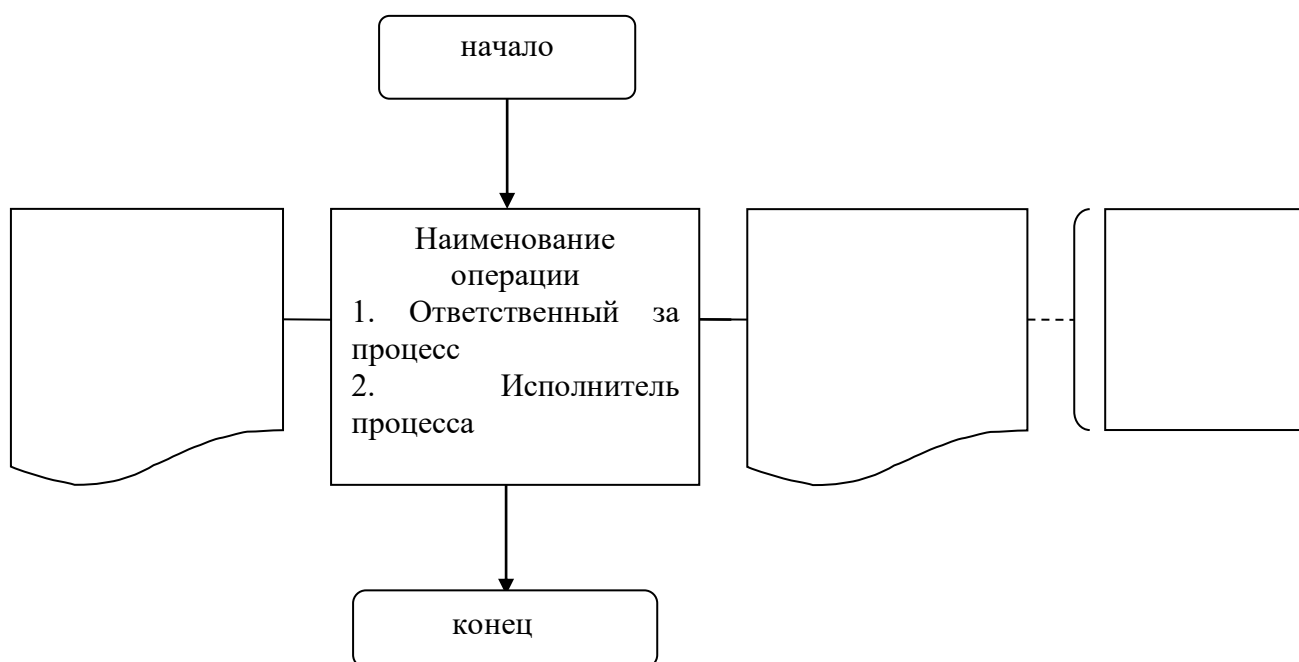 начало
Наименование
операции
1. Ответственный за
процесс
2. Исполнитель
процесса
конец